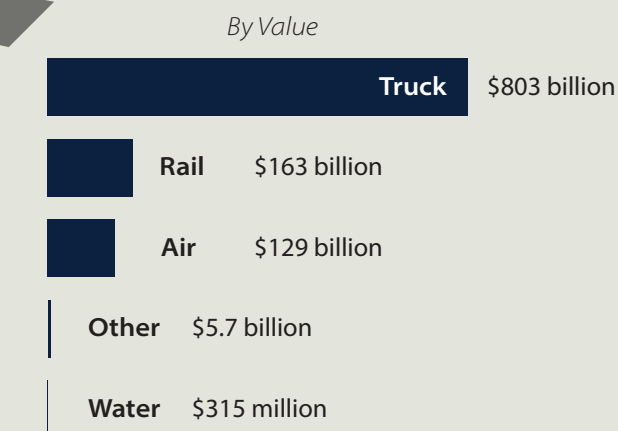 By Value
Truck $803 billion
Rail $163 billion
Air $129 billion
Other $5.7 billion
Water $315 million